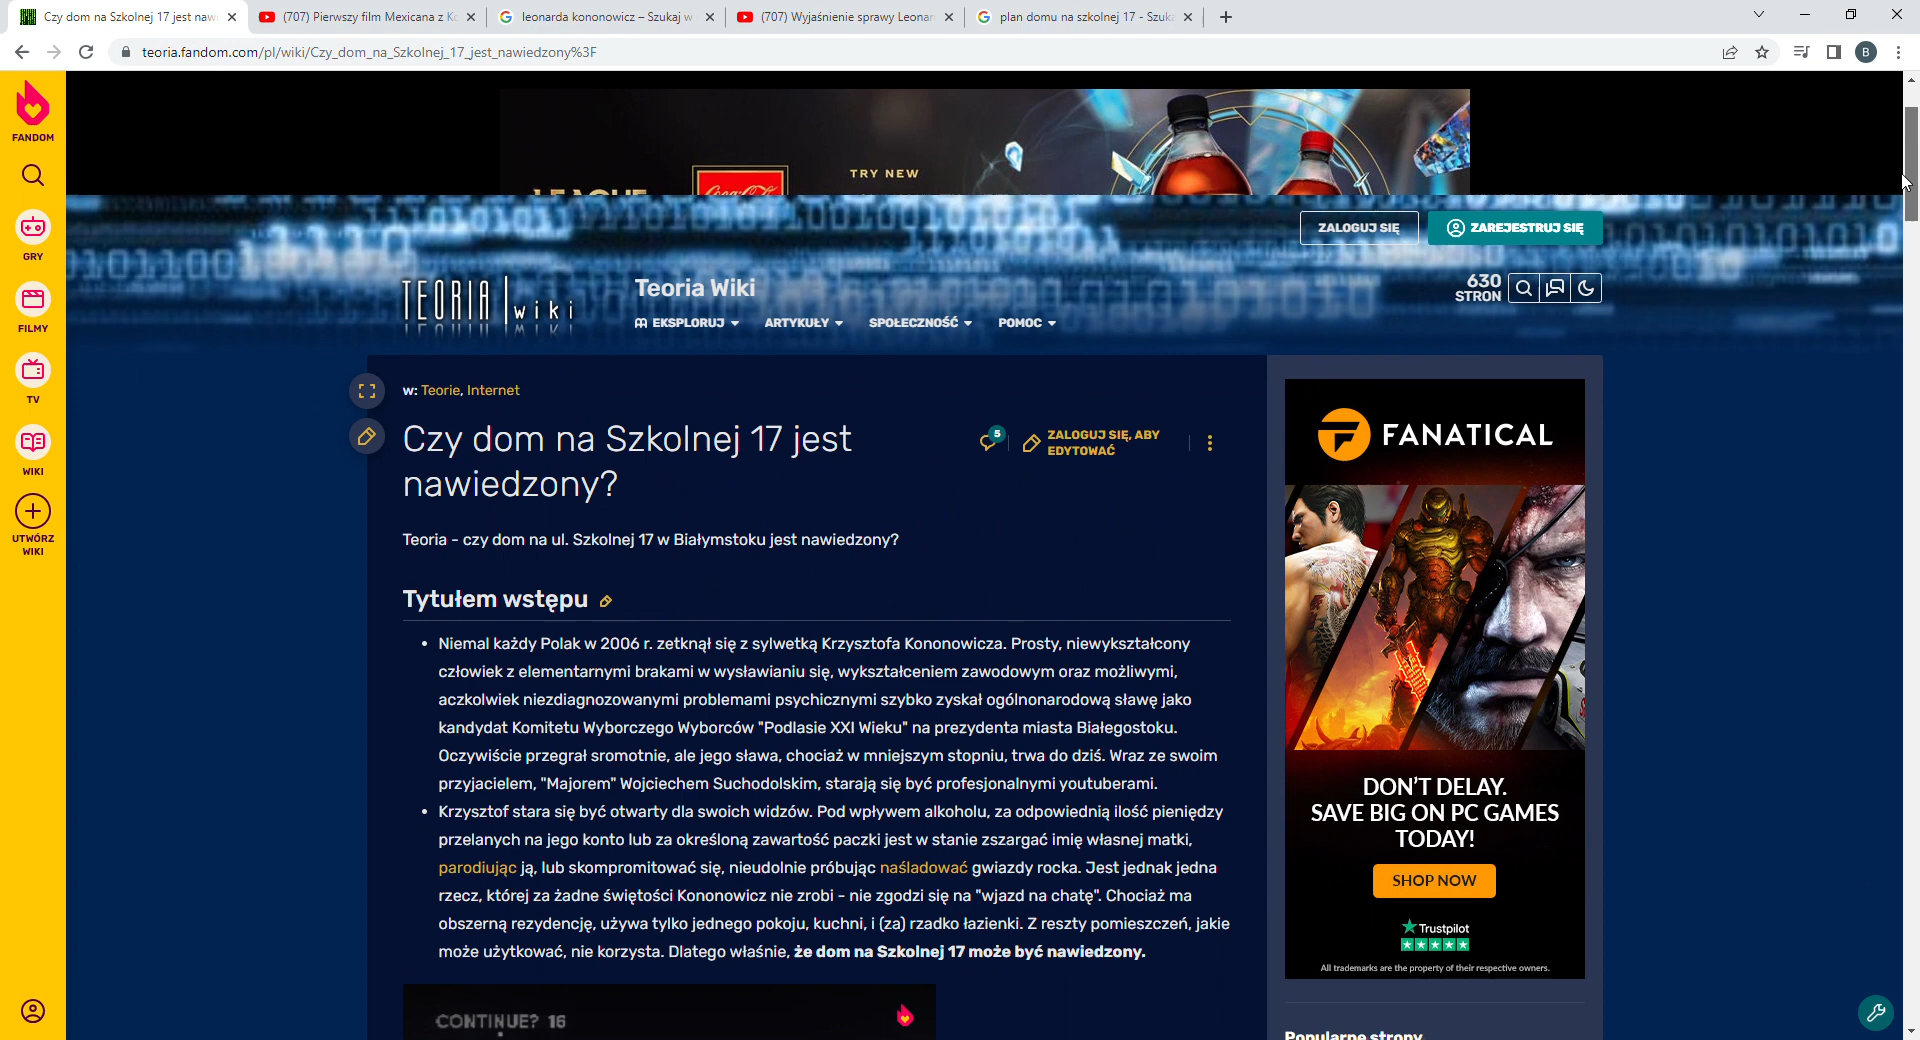 Czy dom na Szkolnej 17 jest naw
(707) Pierwszy film Mexicana z K
leonarda kononowicz – Szukaj w
(707) Wyjaśnienie sprawy Leonar
plan domu na szkolnej 17 - Szuk
teoria.fandom.com/pl/wiki/Czy_dom_na_Szkolnej_17_jest_nawiedzony%3F
B
FANDOM
GRY
FILMY
TV
WIKI
UTWÓRZ
WIKI
TRY NEW
LEAGUE
Coca-Cola
ZALOGUJ SIĘ
ZAREJESTRUJ SIĘ
TEORIA | wiki
Teoria Wiki
EKSPLORUJ
ARTYKUŁY
SPOŁECZNOŚĆ
POMOC
630
STRON
w: Teorie, Internet
Czy dom na Szkolnej 17 jest
nawiedzony?
5
ZALOGUJ SIĘ, ABY
EDYTOWAĆ
Teoria - czy dom na ul. Szkolnej 17 w Białymstoku jest nawiedzony?
Tytułem wstępu
• Niemal każdy Polak w 2006 r. zetknął się z sylwetką Krzysztofa Kononowicza. Prosty, niewykształcony
człowiek z elementarnymi brakami w wysławianiu się, wykształceniem zawodowym oraz możliwymi,
aczkolwiek niezdiagnozowanymi problemami psychicznymi szybko zyskał ogólnonarodową sławę jako
kandydat Komitetu Wyborczego Wyborców "Podlasie XXI Wieku" na prezydenta miasta Białegostoku.
Oczywiście przegrał sromotnie, ale jego sława, chociaż w mniejszym stopniu, trwa do dziś. Wraz ze swoim
przyjacielem, "Majorem" Wojciechem Suchodolskim, starają się być profesjonalnymi youtuberami.
• Krzysztof stara się być otwarty dla swoich widzów. Pod wpływem alkoholu, za odpowiednią ilość pieniędzy
przelanych na jego konto lub za określoną zawartość paczki jest w stanie zszargać imię własnej matki,
parodiując ją, lub skompromitować się, nieudolnie próbując naśladować gwiazdy rocka. Jest jednak jedna
rzecz, której za żadne świętości Kononowicz nie zrobi - nie zgodzi się na "wjazd na chatę". Chociaż ma
obszerną rezydencję, używa tylko jednego pokoju, kuchni, i (za) rzadko łazienki. Z reszty pomieszczeń, jakie
może użytkować, nie korzysta. Dlatego właśnie, że dom na Szkolnej 17 może być nawiedzony.
CONTINUE? 16
FANATICAL
DON'T DELAY.
SAVE BIG ON PC GAMES
TODAY!
SHOP NOW
Trustpilot
All trademarks are the property of their respective owners.
Popularne strony